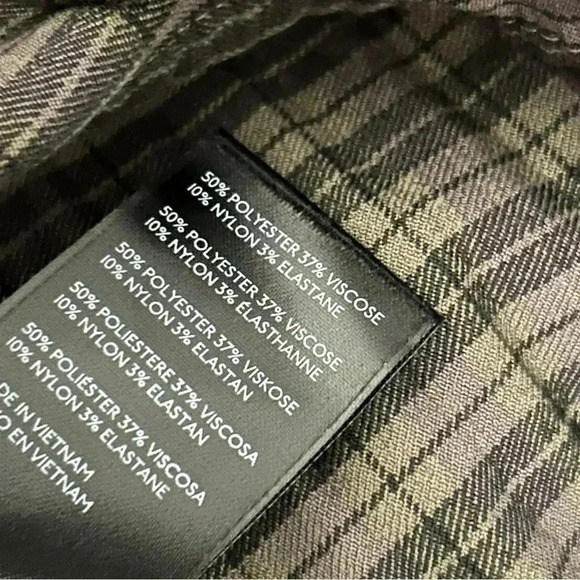 50% POLYESTER 37% VISCOSE
10% NYLON 3% ELASTANE
50% POLYESTER 37% VISCOSE
10% NYLON 3% ÉLASTHANNE
50% POLYESTER 37% VISKOSE
10% NYLON 3% ELASTAN
50% POLIESTERE 37% VISCOSA
10% NYLON 3% ELASTAN
50% POLIÉSTER 37% VISCOSA
10% NYLON 3% ELASTANE
DE IN VIETNAM
O EN VIETNAM